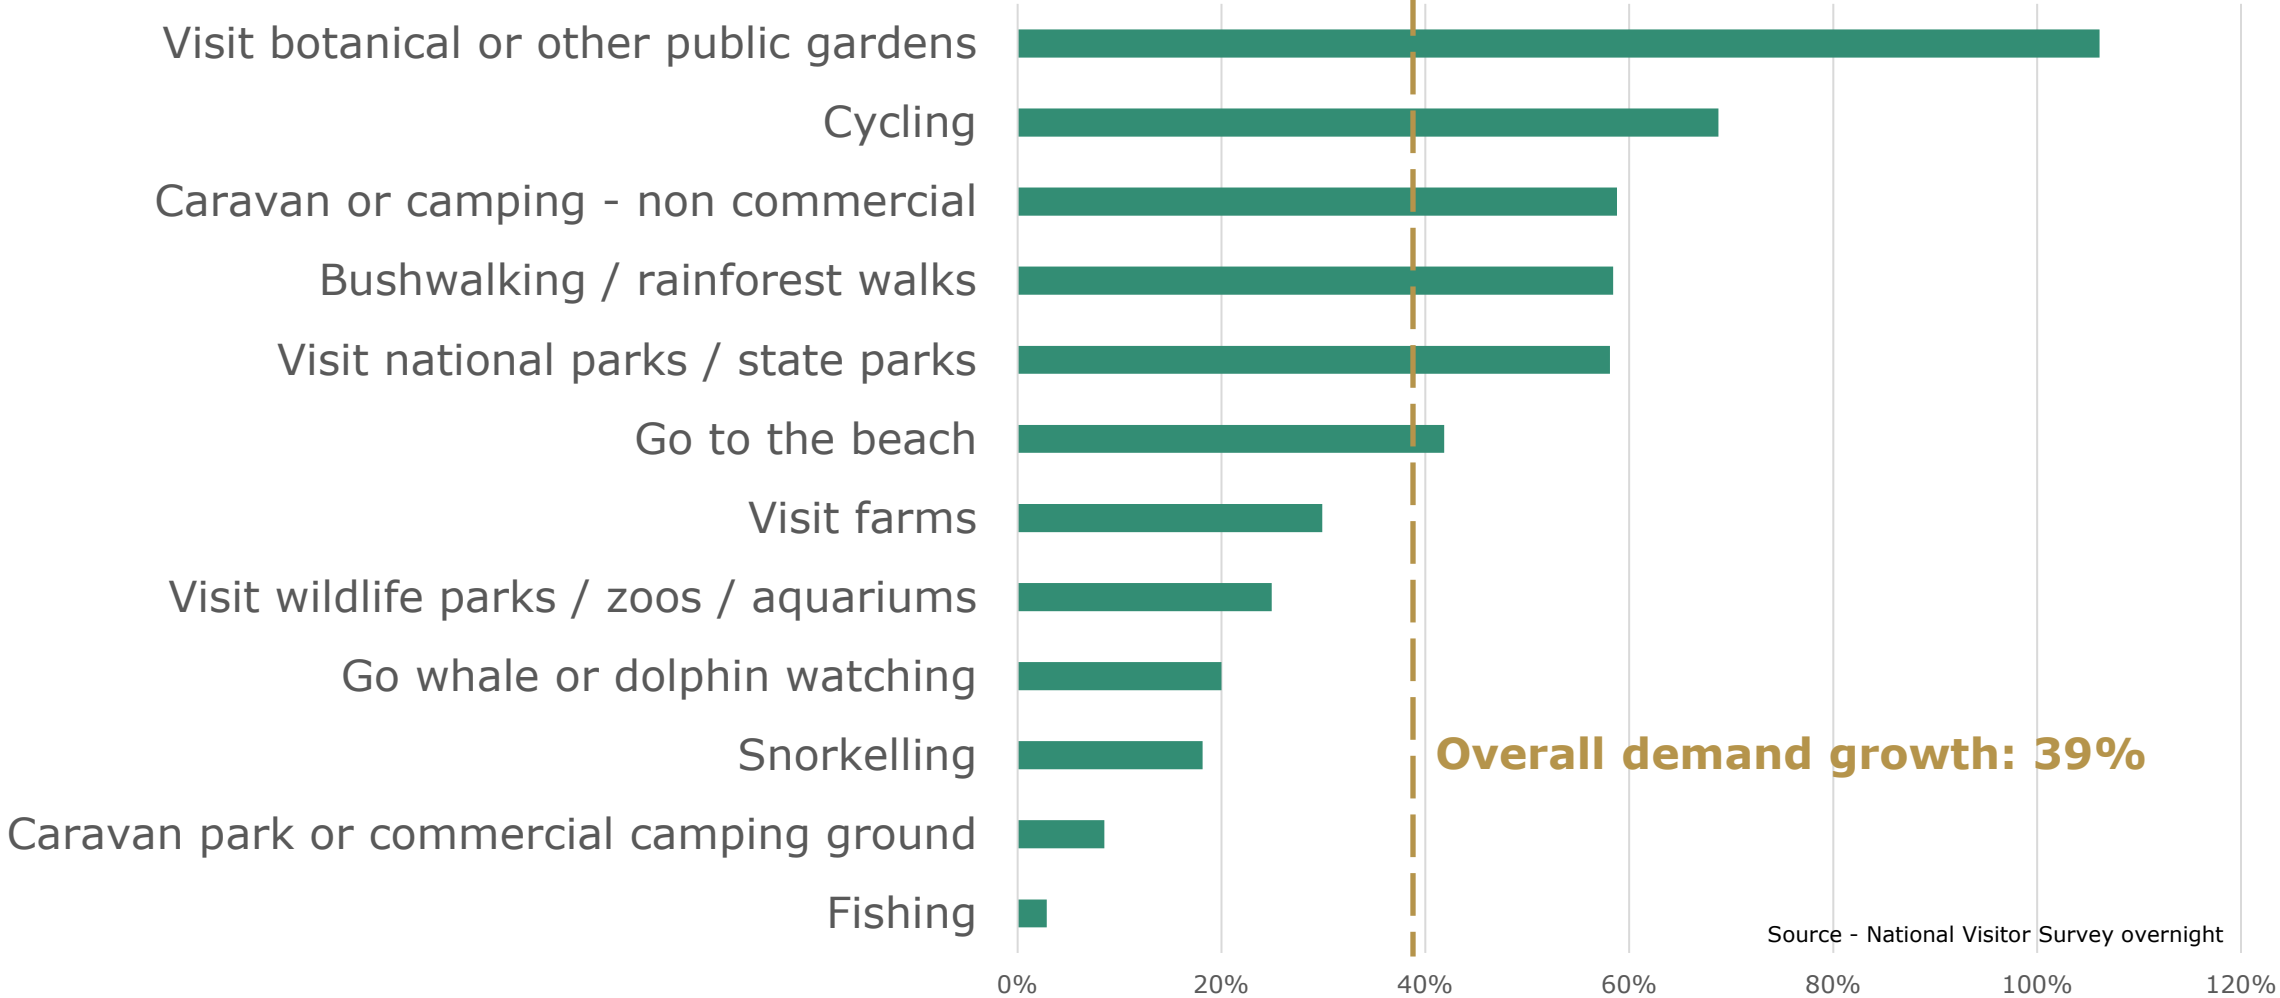 Visit botanical or other public gardens
Cycling
Caravan or camping - non commercial
Bushwalking / rainforest walks
Visit national parks / state parks
Go to the beach
Visit farms
Visit wildlife parks / zoos / aquariums
Go whale or dolphin watching
Snorkelling
Overall demand growth: 39%
Caravan park or commercial camping ground
Fishing
Source - National Visitor Survey overnight
0% 20% 40% 60% 80% 100% 120%